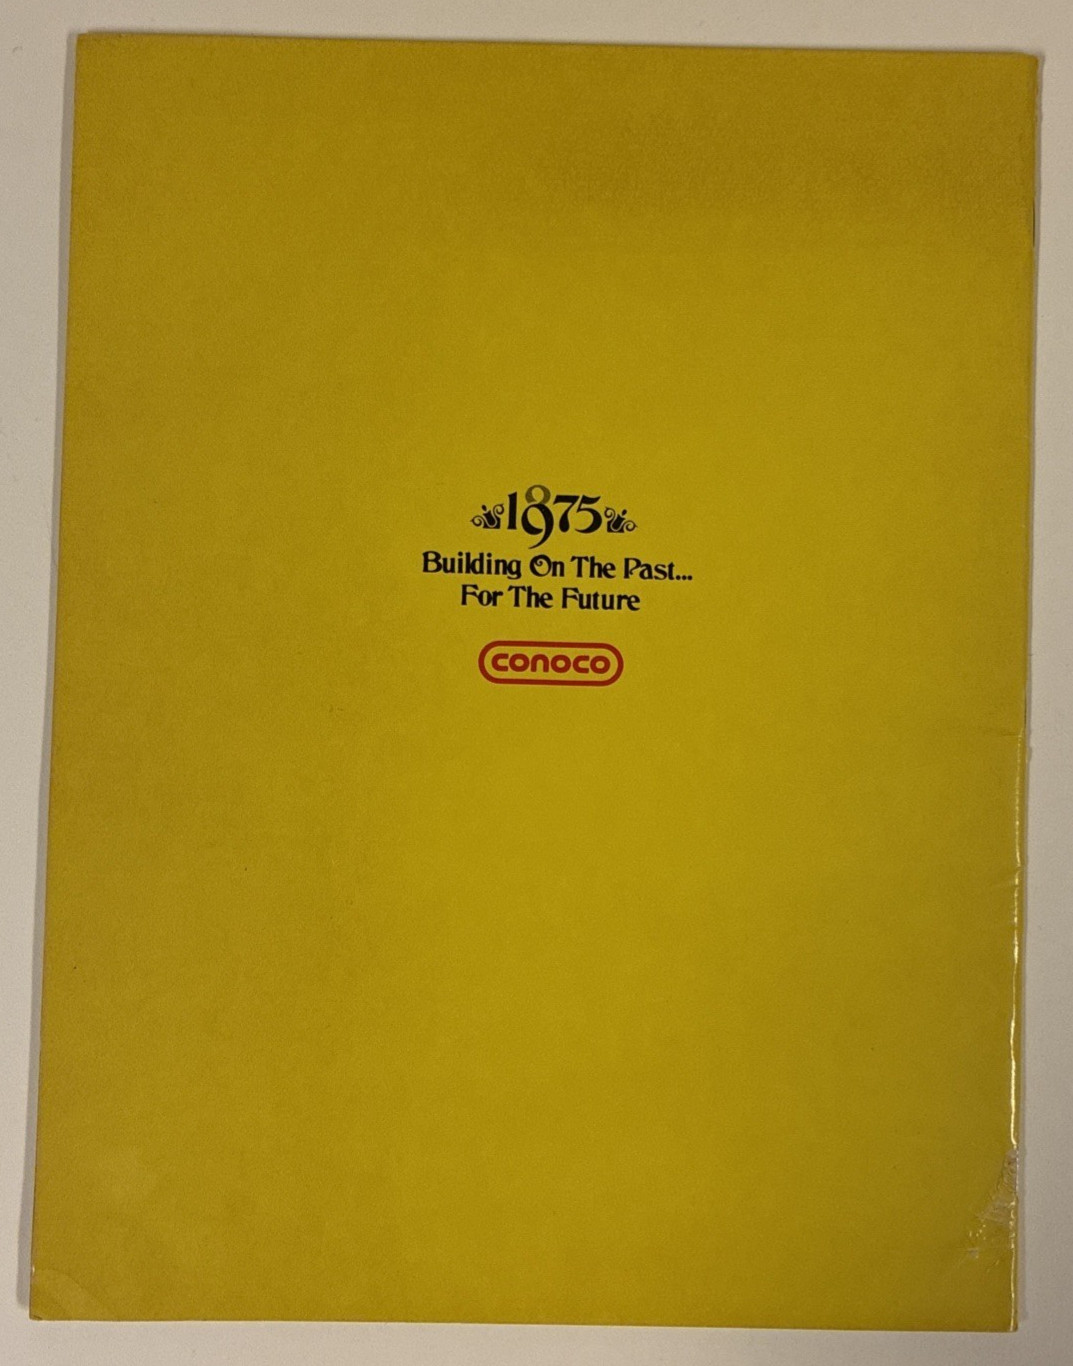 1875
Building On The Past...
For The Future
conoco